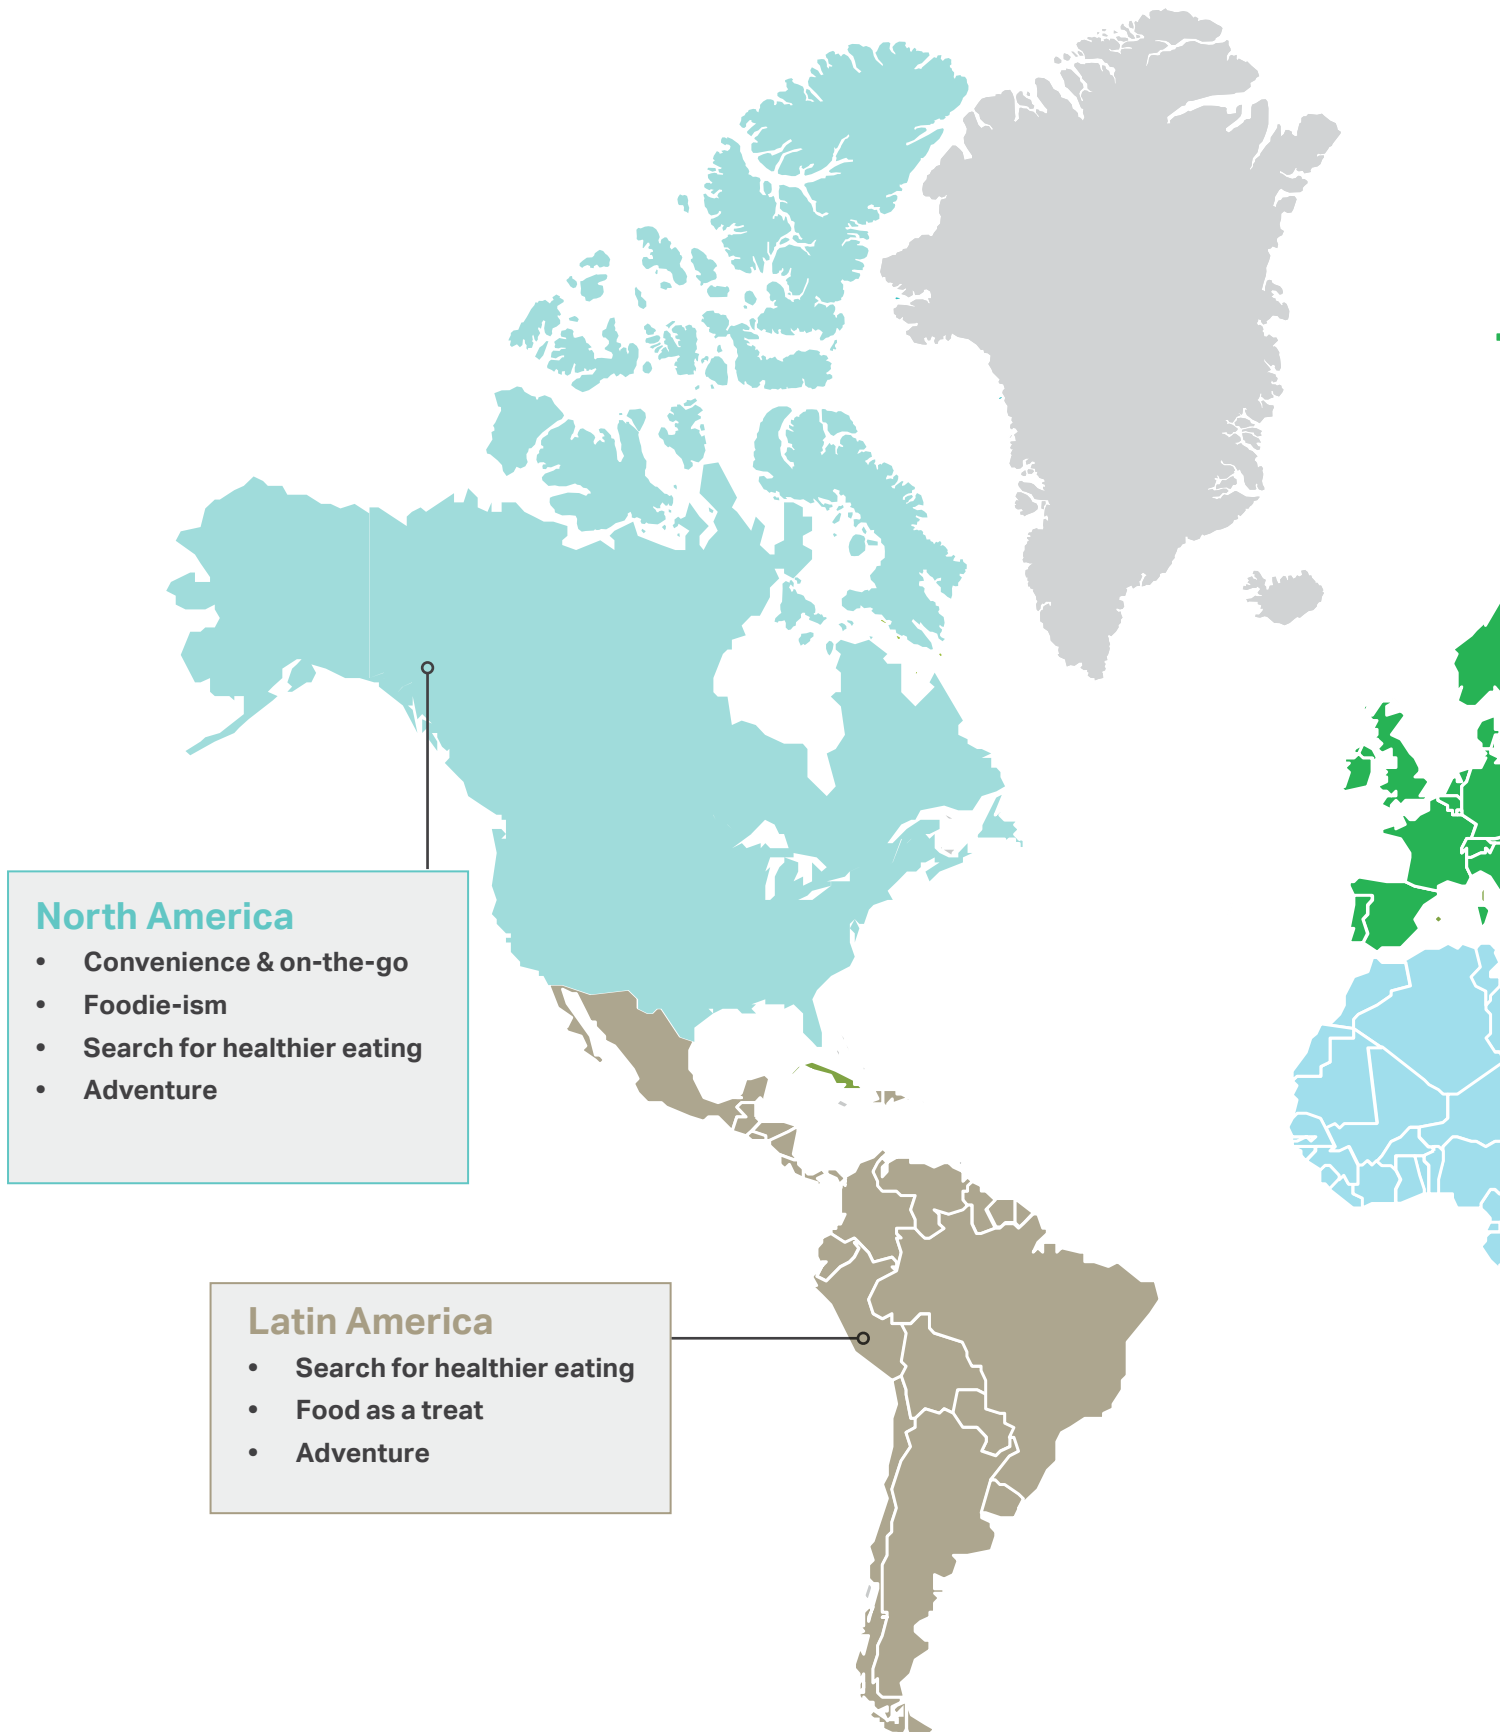 North America
• Convenience & on-the-go
• Foodie-ism
• Search for healthier eating
• Adventure
Latin America
• Search for healthier eating
• Food as a treat
• Adventure